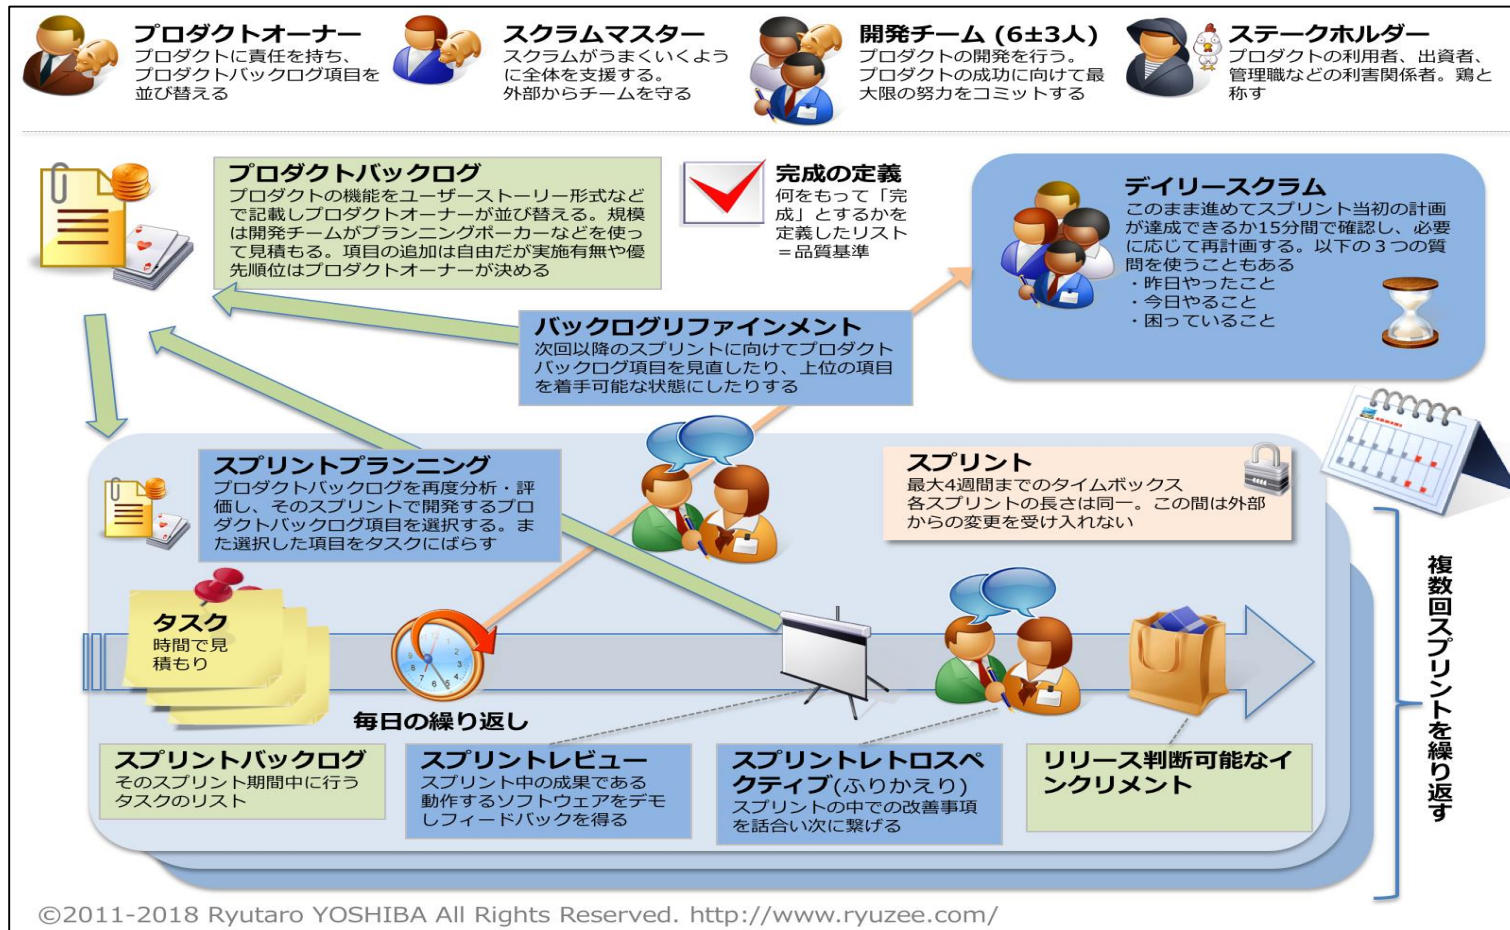 プロダクトオーナー
プロダクトに責任を持ち、
プロダクトバックログ項目を
並び替える
スクラムマスター
スクラムがうまくいくよう
に全体を支援する。
外部からチームを守る
開発チーム (6±3人)
プロダクトの開発を行う。
プロダクトの成功に向けて最
大限の努力をコミットする
ステークホルダー
プロダクトの利用者、出資者、
管理職などの利害関係者。鶏と
称す
プロダクトバックログ
プロダクトの機能をユーザーストーリー形式など
で記載しプロダクトオーナーが並び替える。規模
は開発チームがプランニングポーカーなどを使っ
て見積もる。項目の追加は自由だが実施有無や優
先順位はプロダクトオーナーが決める
完成の定義
何をもって「完
成」とするかを
定義したリスト
＝品質基準
デイリースクラム
このまま進めてスプリント当初の計画
が達成できるか15分間で確認し、必要
に応じて再計画する。以下の３つの質
問を使うこともある
・昨日やったこと
・今日やること
・困っていること
バックログリファインメント
次回以降のスプリントに向けてプロダクト
バックログ項目を見直したり、上位の項目
を着手可能な状態にしたりする
スプリントプランニング
プロダクトバックログを再度分析・評
価し、そのスプリントで開発するプロ
ダクトバックログ項目を選択する。ま
た選択した項目をタスクにばらす
スプリント
最大4週間までのタイムボックス
各スプリントの長さは同一。この間は外部
からの変更を受け入れない
タスク
時間で見
積もり
毎日の繰り返し
複数回スプリントを繰り返す
スプリントバックログ
そのスプリント期間中に行う
タスクのリスト
スプリントレビュー
スプリント中の成果である
動作するソフトウェアをデモ
しフィードバックを得る
スプリントレトロスペ
クティブ(ふりかえり)
スプリントの中での改善事項
を話合い次に繋げる
リリース判断可能なイ
ンクリメント
©2011-2018 Ryutaro YOSHIBA All Rights Reserved. http://www.ryuzee.com/